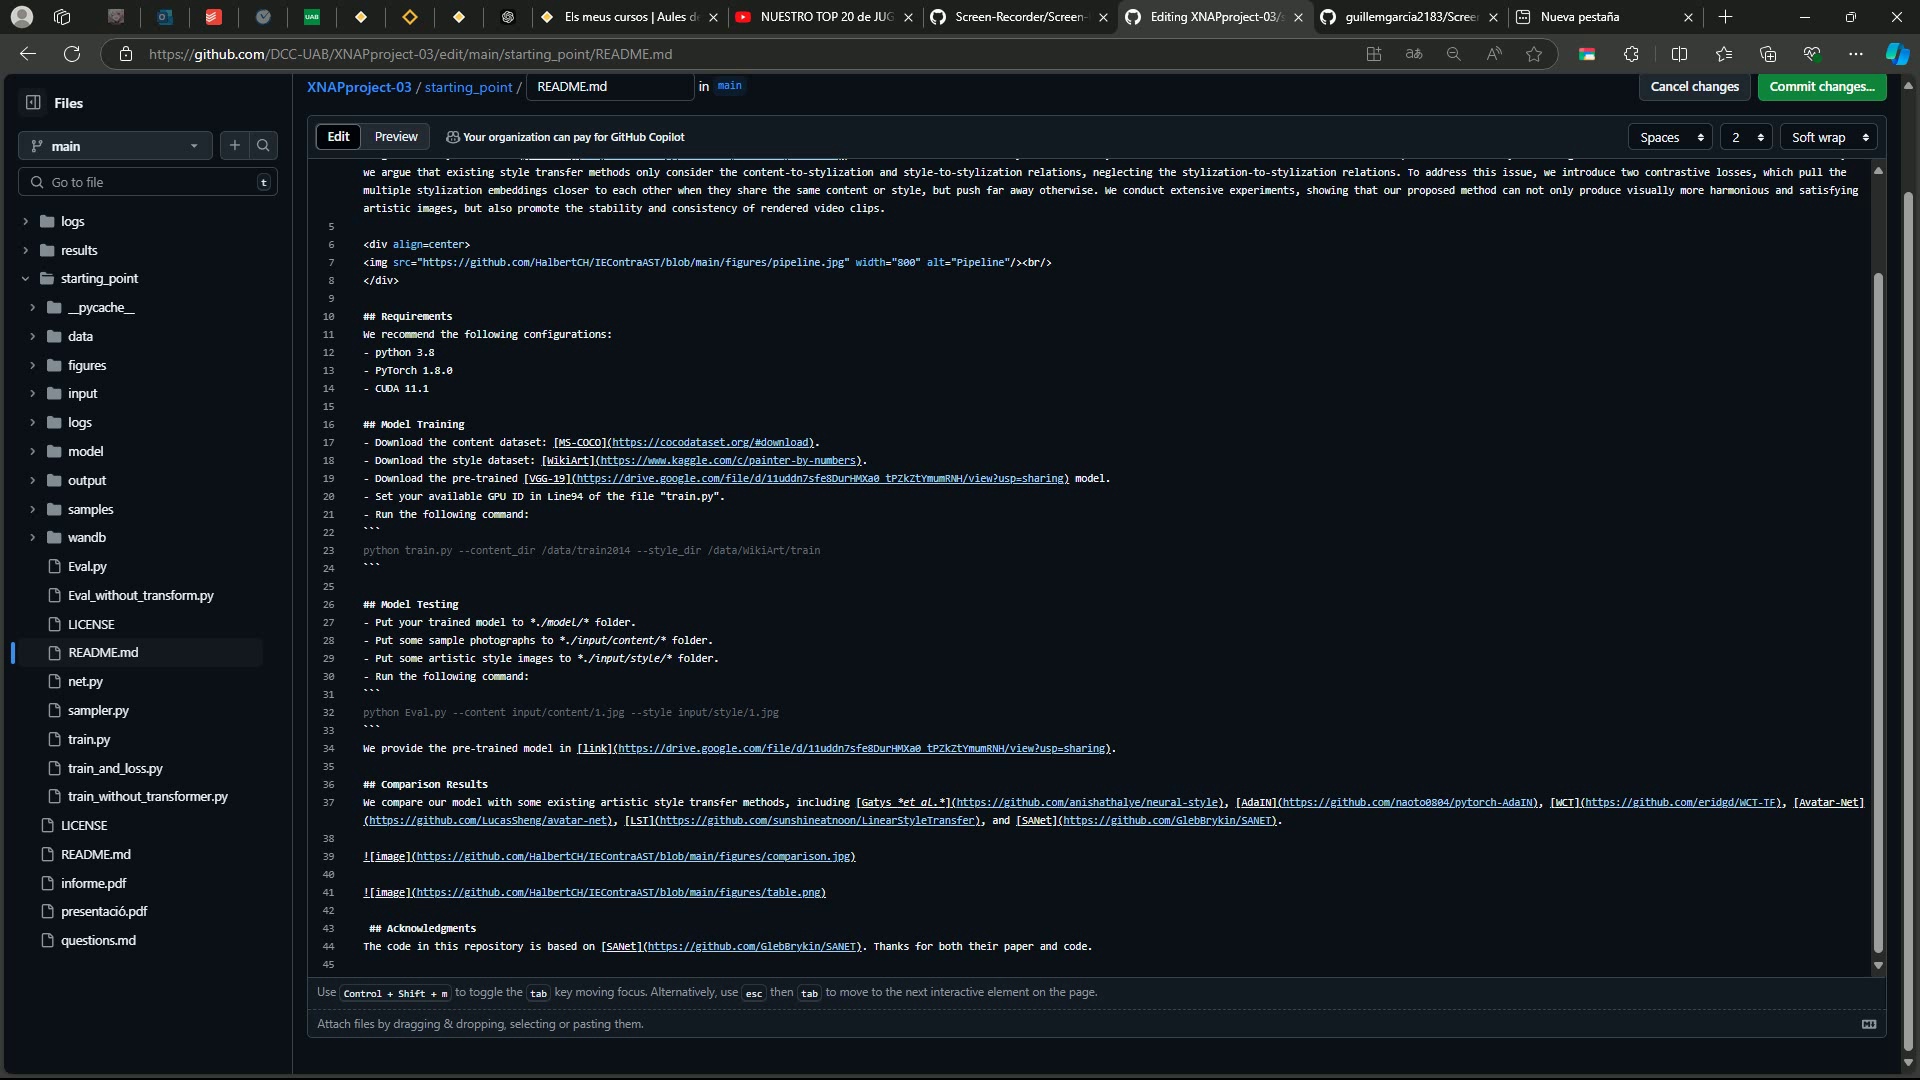 UAB
Els meus cursos | Aules d
NUESTRO TOP 20 de JUG
Screen-Recorder/Screen-
Editing XNAPproject-03/s
guillemgarcia2183/Screen
Nueva pestaña
https://github.com/DCC-UAB/XNAPproject-03/edit/main/starting_point/README.md
Files
XNAPproject-03 / starting_point / README.md in main
Cancel changes
Commit changes...
main
Edit
Preview
Your organization can pay for GitHub Copilot
Spaces
2
Soft wrap
Go to file
t
logs
results
starting_point
__pycache__
data
figures
input
logs
model
output
samples
wandb
Eval.py
Eval_without_transform.py
LICENSE
README.md
net.py
sampler.py
train.py
train_and_loss.py
train_without_transformer.py
LICENSE
README.md
informe.pdf
presentació.pdf
questions.md
we argue that existing style transfer methods only consider the content-to-stylization and style-to-stylization relations, neglecting the stylization-to-stylization relations. To address this issue, we introduce two contrastive losses, which pull the
multiple stylization embeddings closer to each other when they share the same content or style, but push far away otherwise. We conduct extensive experiments, showing that our proposed method can not only produce visually more harmonious and satisfying
artistic images, but also promote the stability and consistency of rendered video clips.
5
6 <div align=center>
7 <img src="https://github.com/HalbertCH/IEContraAST/blob/main/figures/pipeline.jpg" width="800" alt="Pipeline"/><br/>
8 </div>
9
10 ## Requirements
11 We recommend the following configurations:
12 - python 3.8
13 - PyTorch 1.8.0
14 - CUDA 11.1
15
16 ## Model Training
17 - Download the content dataset: [MS-COCO](https://cocodataset.org/#download).
18 - Download the style dataset: [WikiArt](https://www.kaggle.com/c/painter-by-numbers).
19 - Download the pre-trained [VGG-19](https://drive.google.com/file/d/11uddn7sfe8DurHMXa0_tPZkZtYmumRNH/view?usp=sharing) model.
20 - Set your available GPU ID in Line94 of the file "train.py".
21 - Run the following command:
22 ```
23 python train.py --content_dir /data/train2014 --style_dir /data/WikiArt/train
24 ```
25
26 ## Model Testing
27 - Put your trained model to *./model/* folder.
28 - Put some sample photographs to *./input/content/* folder.
29 - Put some artistic style images to *./input/style/* folder.
30 - Run the following command:
31 ```
32 python Eval.py --content input/content/1.jpg --style input/style/1.jpg
33 ```
34 We provide the pre-trained model in [link](https://drive.google.com/file/d/11uddn7sfe8DurHMXa0_tPZkZtYmumRNH/view?usp=sharing).
35
36 ## Comparison Results
37 We compare our model with some existing artistic style transfer methods, including [Gatys *et al.*](https://github.com/anishathalye/neural-style), [AdaIN](https://github.com/naoto0804/pytorch-AdaIN), [WCT](https://github.com/eridgd/WCT-TF), [Avatar-Net]
(https://github.com/LucasSheng/avatar-net), [LST](https://github.com/sunshineatnoon/LinearStyleTransfer), and [SANet](https://github.com/GlebBrykin/SANET).
38
39 ![image](https://github.com/HalbertCH/IEContraAST/blob/main/figures/comparison.jpg)
40
41 ![image](https://github.com/HalbertCH/IEContraAST/blob/main/figures/table.png)
42
43 ## Acknowledgments
44 The code in this repository is based on [SANet](https://github.com/GlebBrykin/SANET). Thanks for both their paper and code.
45
Use Control + Shift + m to toggle the tab key moving focus. Alternatively, use esc then tab to move to the next interactive element on the page.
Attach files by dragging & dropping, selecting or pasting them.